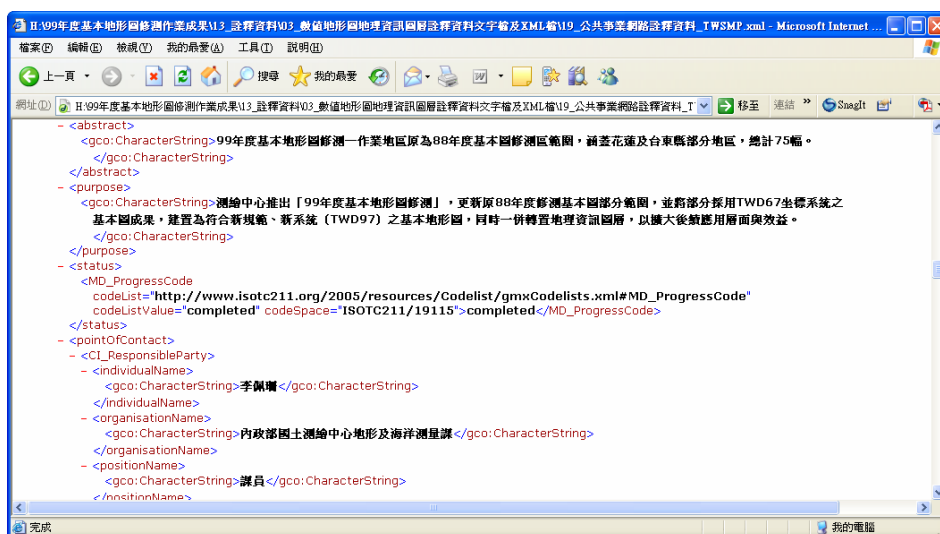 H:\99年度基本地形圖修測作業成果\13_詮釋資料\03_數值地形圖地理資訊圖層詮釋資料文字檔及XML檔\19_公共事業網路詮釋資料_TWSMP.xml - Microsoft Internet ...
檔案(F) 編輯(E) 檢視(V) 我的最愛(A) 工具(T) 說明(H)
上一頁 搜尋 我的最愛
網址(D) H:\99年度基本地形圖修測作業成果\13_詮釋資料\03_數值地形圖地理資訊圖層詮釋資料文字檔及XML檔\19_公共事業網路詮釋資料_T 移至 連結 » SnagIt
- <abstract>
<gco:CharacterString>99年度基本地形圖修測一作業地區原為88年度基本圖修測區範圍，涵蓋花蓮及台東縣部分地區，總計75幅。
</gco:CharacterString>
</abstract>
- <purpose>
<gco:CharacterString>測繪中心推出「99年度基本地形圖修測」，更新原88年度修測基本圖部分範圍，並將部分採用TWD67坐標系統之
基本圖成果，建置為符合新規範、新系統（TWD97）之基本地形圖，同時一併轉置地理資訊圖層，以擴大後續應用層面與效益。
</gco:CharacterString>
</purpose>
- <status>
<MD_ProgressCode
codeList="http://www.isotc211.org/2005/resources/Codelist/gmxCodelists.xml#MD_ProgressCode"
codeListValue="completed" codeSpace="ISOTC211/19115">completed</MD_ProgressCode>
</status>
- <pointOfContact>
- <CI_ResponsibleParty>
- <individualName>
<gco:CharacterString>李佩珊</gco:CharacterString>
</individualName>
- <organisationName>
<gco:CharacterString>內政部國土測繪中心地形及海洋測量課</gco:CharacterString>
</organisationName>
- <positionName>
<gco:CharacterString>課員</gco:CharacterString>
</positionName>
完成 我的電腦